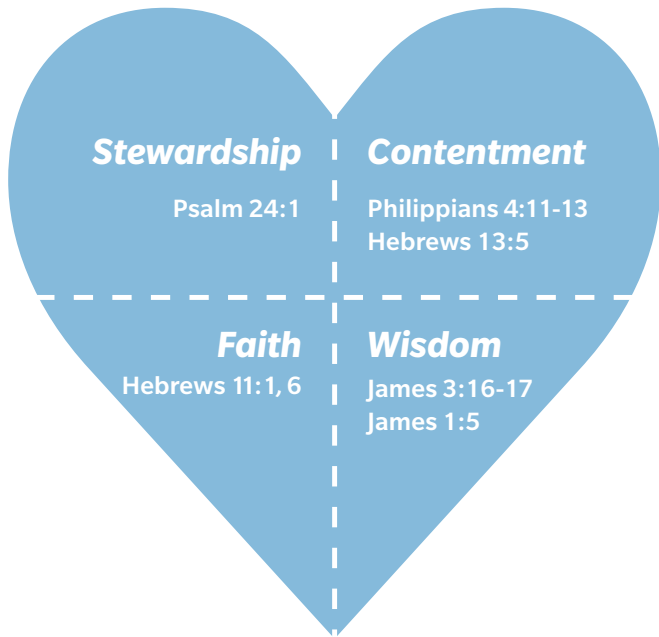 Stewardship
Psalm 24:1
Contentment
Philippians 4:11-13
Hebrews 13:5
Faith
Hebrews 11:1, 6
Wisdom
James 3:16-17
James 1:5